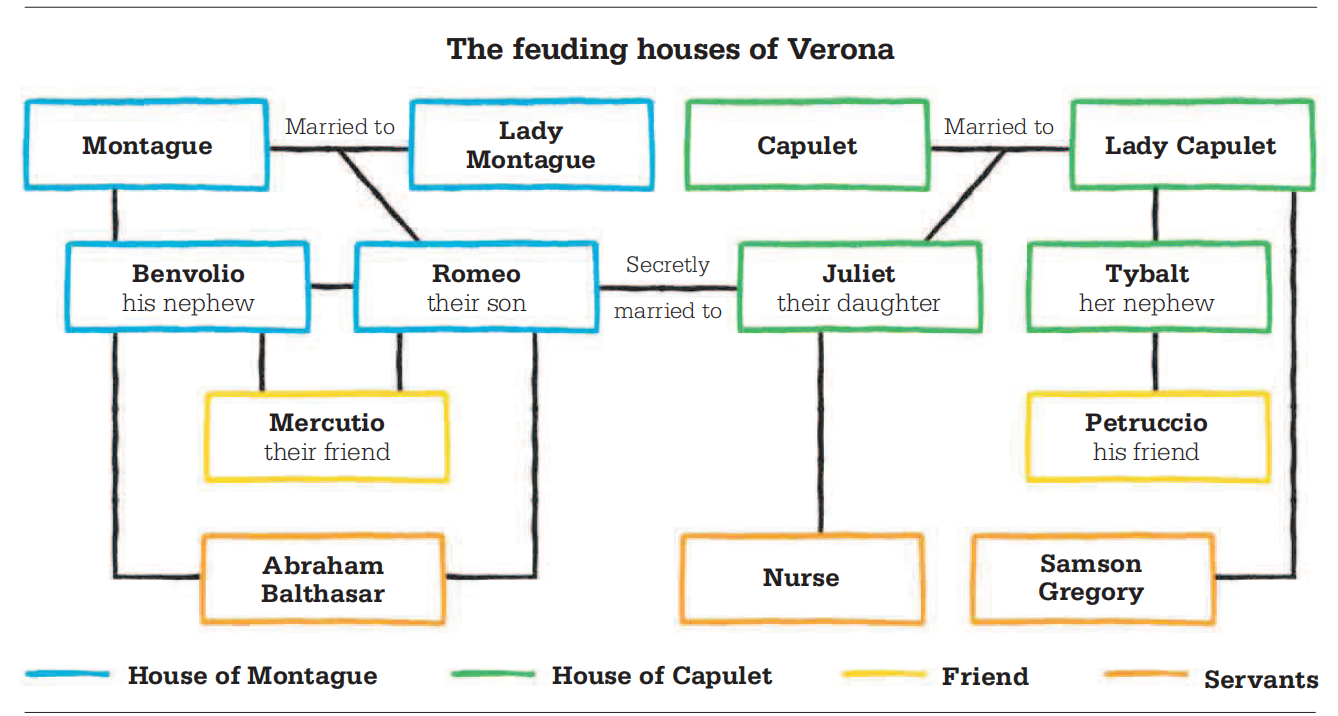 The feuding houses of Verona
Montague
Married to
Lady
Montague
Capulet
Married to
Lady Capulet
Benvolio
his nephew
Romeo
their son
Secretly
married to
Juliet
their daughter
Tybalt
her nephew
Mercutio
their friend
Petruccio
his friend
Abraham
Balthasar
Nurse
Samson
Gregory
House of Montague
House of Capulet
Friend
Servants